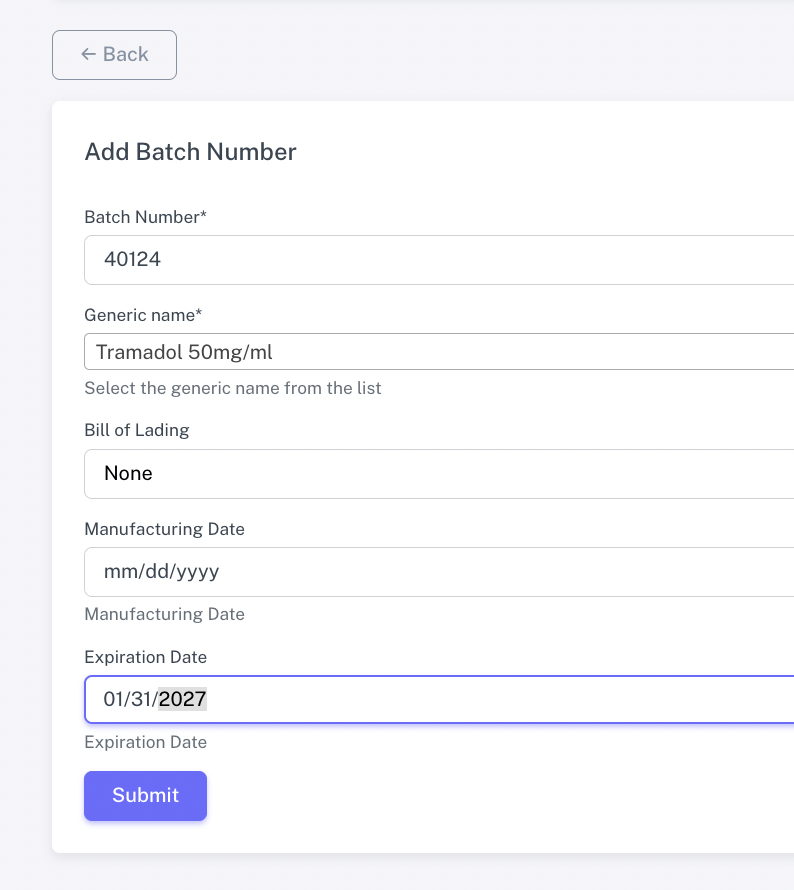 ← Back
Add Batch Number
Batch Number*
40124
Generic name*
Tramadol 50mg/ml
Select the generic name from the list
Bill of Lading
None
Manufacturing Date
mm/dd/yyyy
Manufacturing Date
Expiration Date
01/31/2027
Expiration Date
Submit